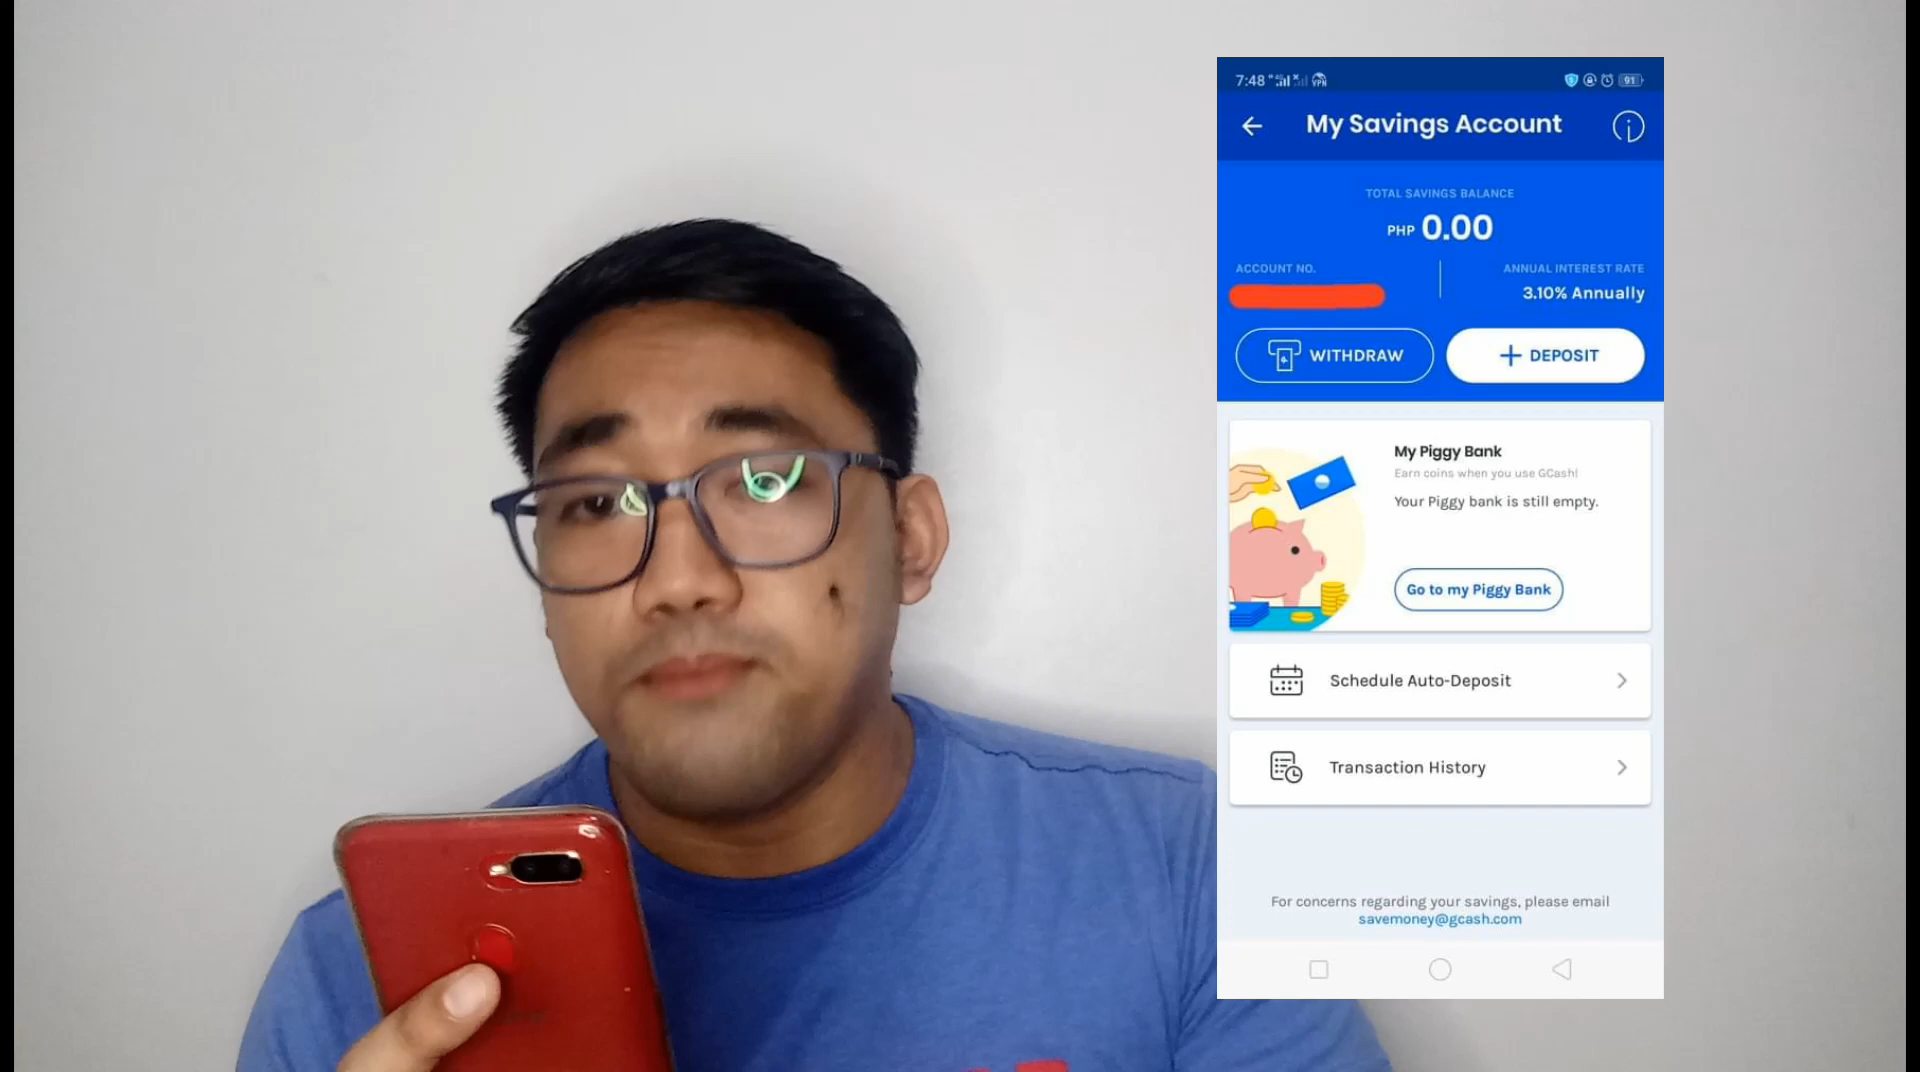 7:48
VPN
91
My Savings Account
TOTAL SAVINGS BALANCE
PHP 0.00
ACCOUNT NO.
ANNUAL INTEREST RATE
3.10% Annually
WITHDRAW
+ DEPOSIT
My Piggy Bank
Earn coins when you use GCash!
Your Piggy bank is still empty.
Go to my Piggy Bank
Schedule Auto-Deposit
Transaction History
For concerns regarding your savings, please email
savemoney@gcash.com